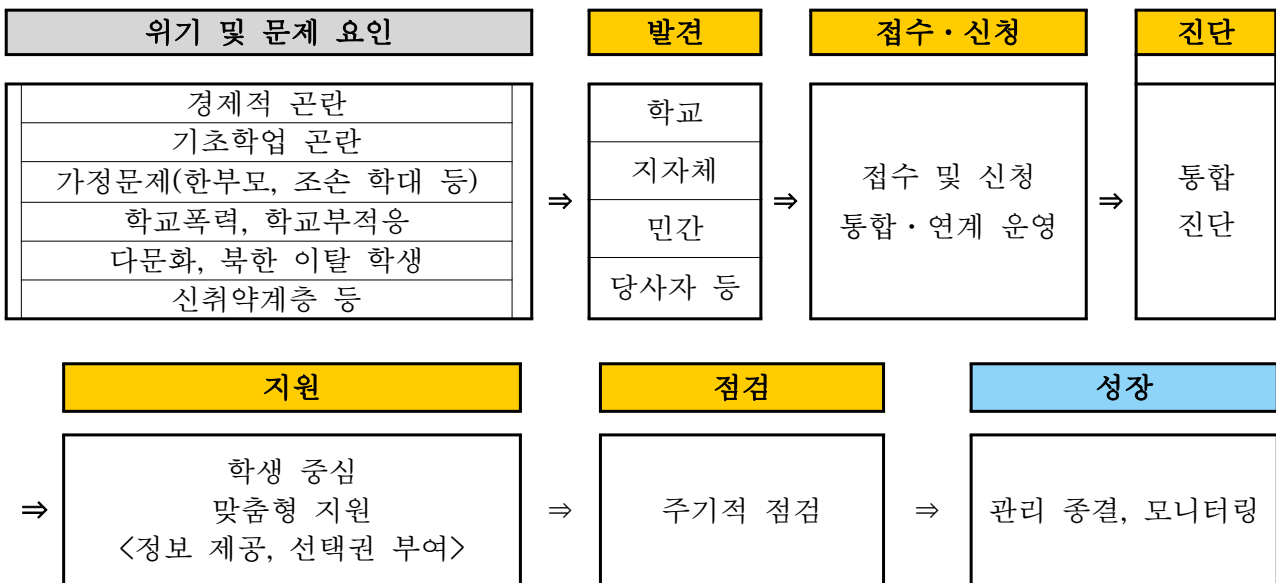 위기 및 문제 요인
경제적 곤란
기초학업 곤란
가정문제(한부모, 조손 학대 등)
학교폭력, 학교부적응
다문화, 북한 이탈 학생
신취약계층 등
⇒
발견
학교
지자체
민간
당사자 등
⇒
접수·신청
접수 및 신청
통합·연계 운영
⇒
진단
통합
진단
⇒
지원
학생 중심
맞춤형 지원
<정보 제공, 선택권 부여>
⇒
점검
주기적 점검
⇒
성장
관리 종결, 모니터링